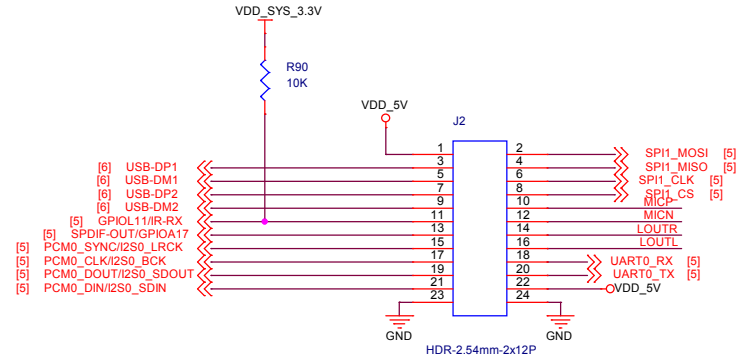 VDD_SYS_3.3V
R90
10K
VDD_5V
J2
1 2 SPI1_MOSI [5]
[6] USB-DP1 3 4 SPI1_MISO [5]
[6] USB-DM1 5 6 SPI1_CLK [5]
[6] USB-DP2 7 8 SPI1_CS [5]
[6] USB-DM2 9 10 MICP
[5] GPIOL11/IR-RX 11 12 MICN
[5] SPDIF-OUT/GPIOA17 13 14 LOUTR
[5] PCM0_SYNC/I2S0_LRCK 15 16 LOUTL
[5] PCM0_CLK/I2S0_BCK 17 18 UART0_RX [5]
[5] PCM0_DOUT/I2S0_SDOUT 19 20 UART0_TX [5]
[5] PCM0_DIN/I2S0_SDIN 21 22 VDD_5V
23 24
GND GND
HDR-2.54mm-2x12P